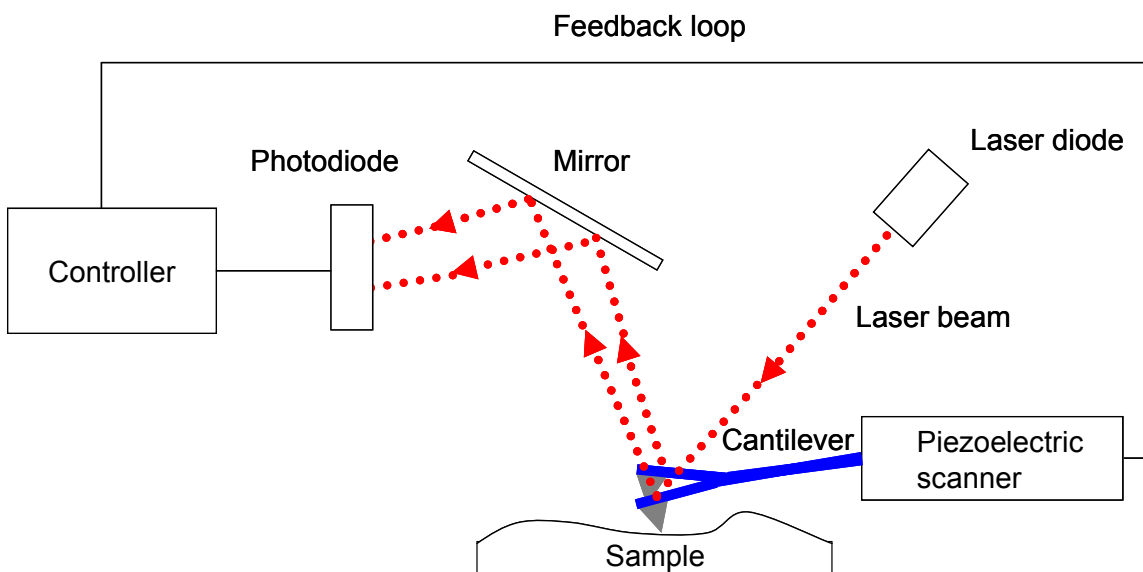 Feedback loop
Laser diode
Photodiode
Mirror
Controller
Laser beam
Cantilever
Piezoelectric
scanner
Sample